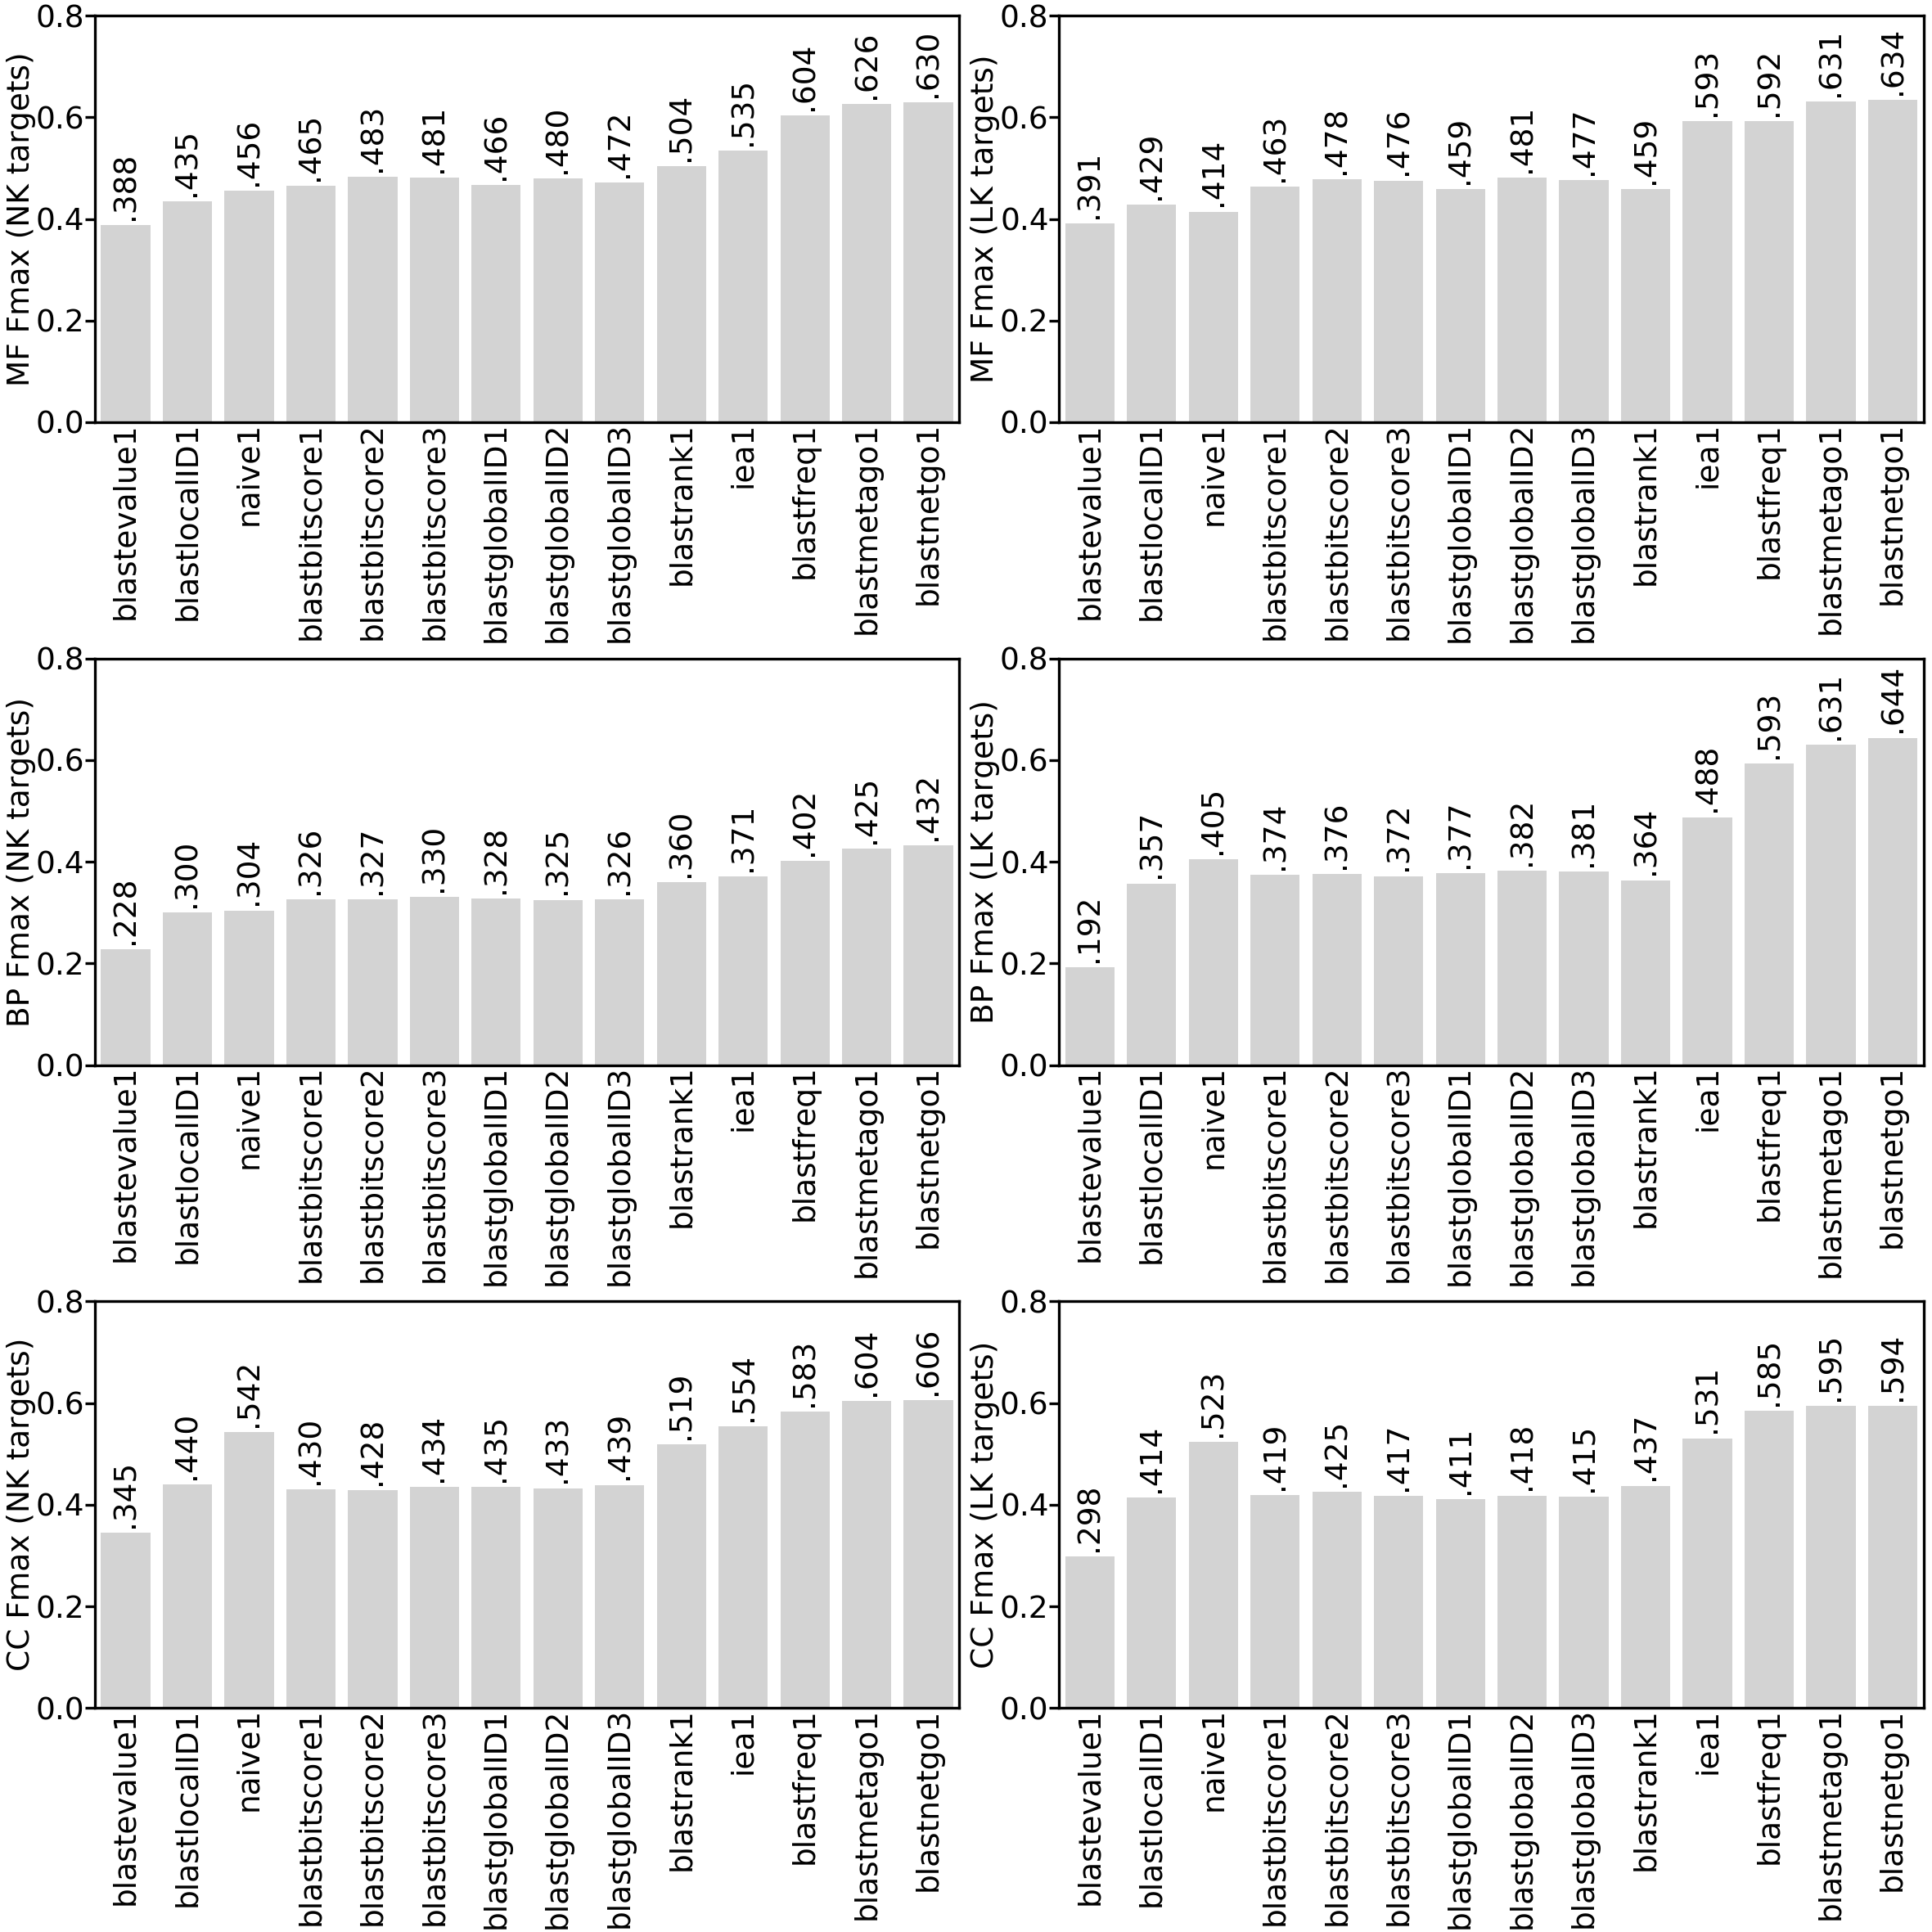 MF Fmax (NK targets)
0.8
0.6
0.4
0.2
0.0
.388
.435
.456
.465
.483
.481
.466
.480
.472
.504
.535
.604
.626
.630
blastevalue1
blastlocalID1
naive1
blastbitscore1
blastbitscore2
blastbitscore3
blastglobalID1
blastglobalID2
blastglobalID3
blastrank1
iea1
blastfreq1
blastmetago1
blastnetgo1
MF Fmax (LK targets)
0.8
0.6
0.4
0.2
0.0
.391
.429
.414
.463
.478
.476
.459
.481
.477
.459
.593
.592
.631
.634
blastevalue1
blastlocalID1
naive1
blastbitscore1
blastbitscore2
blastbitscore3
blastglobalID1
blastglobalID2
blastglobalID3
blastrank1
iea1
blastfreq1
blastmetago1
blastnetgo1
BP Fmax (NK targets)
0.8
0.6
0.4
0.2
0.0
.228
.300
.304
.326
.327
.330
.328
.325
.326
.360
.371
.402
.425
.432
blastevalue1
blastlocalID1
naive1
blastbitscore1
blastbitscore2
blastbitscore3
blastglobalID1
blastglobalID2
blastglobalID3
blastrank1
iea1
blastfreq1
blastmetago1
blastnetgo1
BP Fmax (LK targets)
0.8
0.6
0.4
0.2
0.0
.192
.357
.405
.374
.376
.372
.377
.382
.381
.364
.488
.593
.631
.644
blastevalue1
blastlocalID1
naive1
blastbitscore1
blastbitscore2
blastbitscore3
blastglobalID1
blastglobalID2
blastglobalID3
blastrank1
iea1
blastfreq1
blastmetago1
blastnetgo1
CC Fmax (NK targets)
0.8
0.6
0.4
0.2
0.0
.345
.440
.542
.430
.428
.434
.435
.433
.439
.519
.554
.583
.604
.606
blastevalue1
blastlocalID1
naive1
blastbitscore1
blastbitscore2
blastbitscore3
blastglobalID1
blastglobalID2
blastglobalID3
blastrank1
iea1
blastfreq1
blastmetago1
blastnetgo1
CC Fmax (LK targets)
0.8
0.6
0.4
0.2
0.0
.298
.414
.523
.419
.425
.417
.411
.418
.415
.437
.531
.585
.595
.594
blastevalue1
blastlocalID1
naive1
blastbitscore1
blastbitscore2
blastbitscore3
blastglobalID1
blastglobalID2
blastglobalID3
blastrank1
iea1
blastfreq1
blastmetago1
blastnetgo1